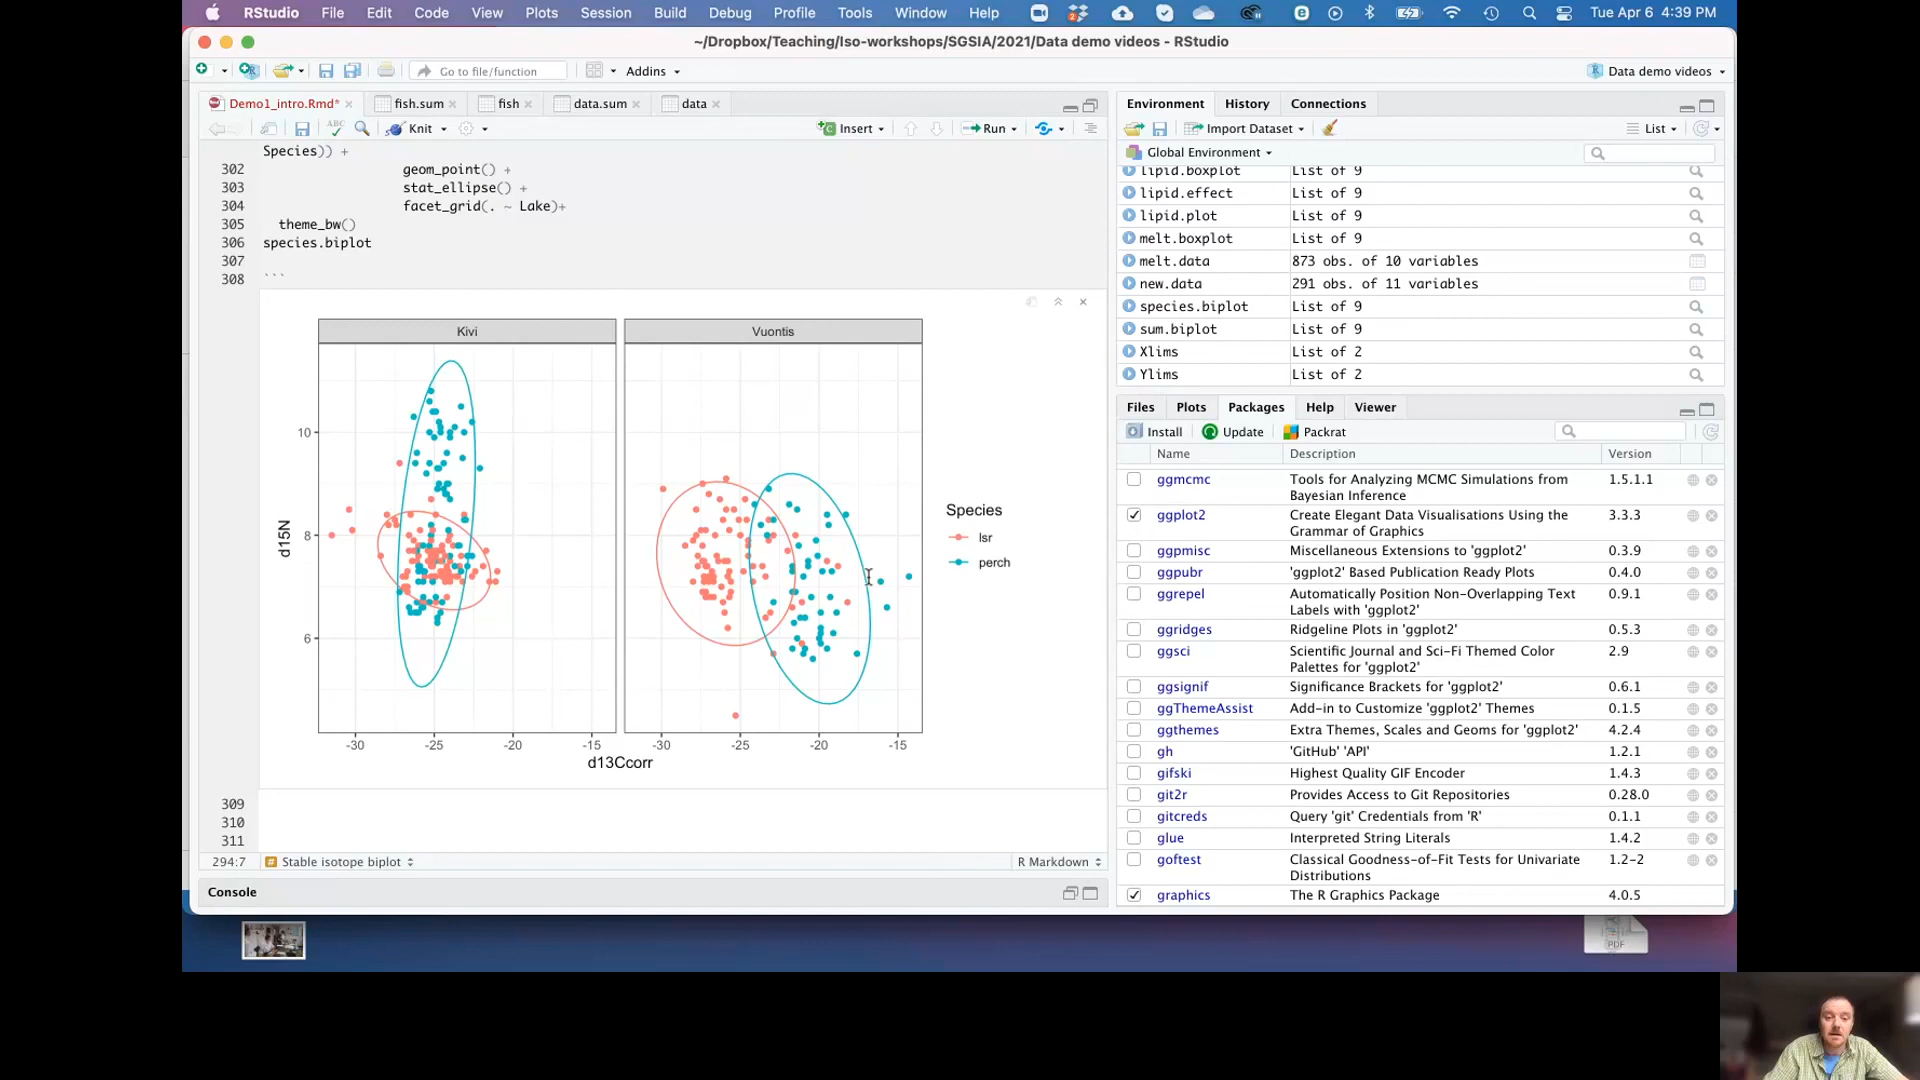 RStudio File Edit Code View Plots Session Build Debug Profile Tools Window Help Tue Apr 6 4:39 PM
~/Dropbox/Teaching/Iso-workshops/SGSIA/2021/Data demo videos - RStudio
Go to file/function Addins Data demo videos
Demo1_intro.Rmd* fish.sum fish data.sum data
ABC Knit Insert Run
Species)) +
302 geom_point() +
303 stat_ellipse() +
304 facet_grid(. ~ Lake)+
305 theme_bw()
306 species.biplot
307
308 ```
Kivi Vuontis
10
8
6
d15N
-30 -25 -20 -15 -30 -25 -20 -15
d13Ccorr
Species
lsr
perch
309
310
311
294:7 # Stable isotope biplot R Markdown
Console
Environment History Connections
Import Dataset List
Global Environment
lipid.boxplot List of 9
lipid.effect List of 9
lipid.plot List of 9
melt.boxplot List of 9
melt.data 873 obs. of 10 variables
new.data 291 obs. of 11 variables
species.biplot List of 9
sum.biplot List of 9
Xlims List of 2
Ylims List of 2
Files Plots Packages Help Viewer
Install Update Packrat
Name Description Version
ggmcmc Tools for Analyzing MCMC Simulations from 1.5.1.1
Bayesian Inference
ggplot2 Create Elegant Data Visualisations Using the 3.3.3
Grammar of Graphics
ggpmisc Miscellaneous Extensions to 'ggplot2' 0.3.9
ggpubr 'ggplot2' Based Publication Ready Plots 0.4.0
ggrepel Automatically Position Non-Overlapping Text 0.9.1
Labels with 'ggplot2'
ggridges Ridgeline Plots in 'ggplot2' 0.5.3
ggsci Scientific Journal and Sci-Fi Themed Color 2.9
Palettes for 'ggplot2'
ggsignif Significance Brackets for 'ggplot2' 0.6.1
ggThemeAssist Add-in to Customize 'ggplot2' Themes 0.1.5
ggthemes Extra Themes, Scales and Geoms for 'ggplot2' 4.2.4
gh 'GitHub' 'API' 1.2.1
gifski Highest Quality GIF Encoder 1.4.3
git2r Provides Access to Git Repositories 0.28.0
gitcreds Query 'git' Credentials from 'R' 0.1.1
glue Interpreted String Literals 1.4.2
goftest Classical Goodness-of-Fit Tests for Univariate 1.2-2
Distributions
graphics The R Graphics Package 4.0.5
PDF